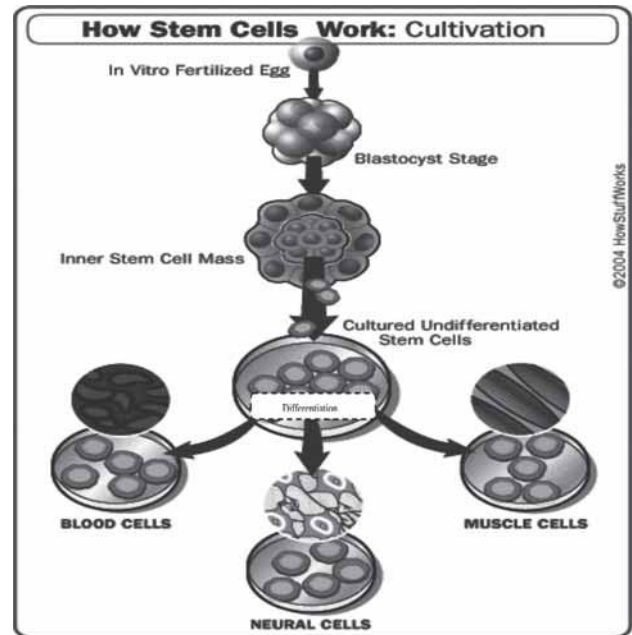 How Stem Cells Work: Cultivation
In Vitro Fertilized Egg
Blastocyst Stage
©2004 HowStuffWorks
Inner Stem Cell Mass
Cultured Undifferentiated
Stem Cells
Differentiation
BLOOD CELLS
MUSCLE CELLS
NEURAL CELLS